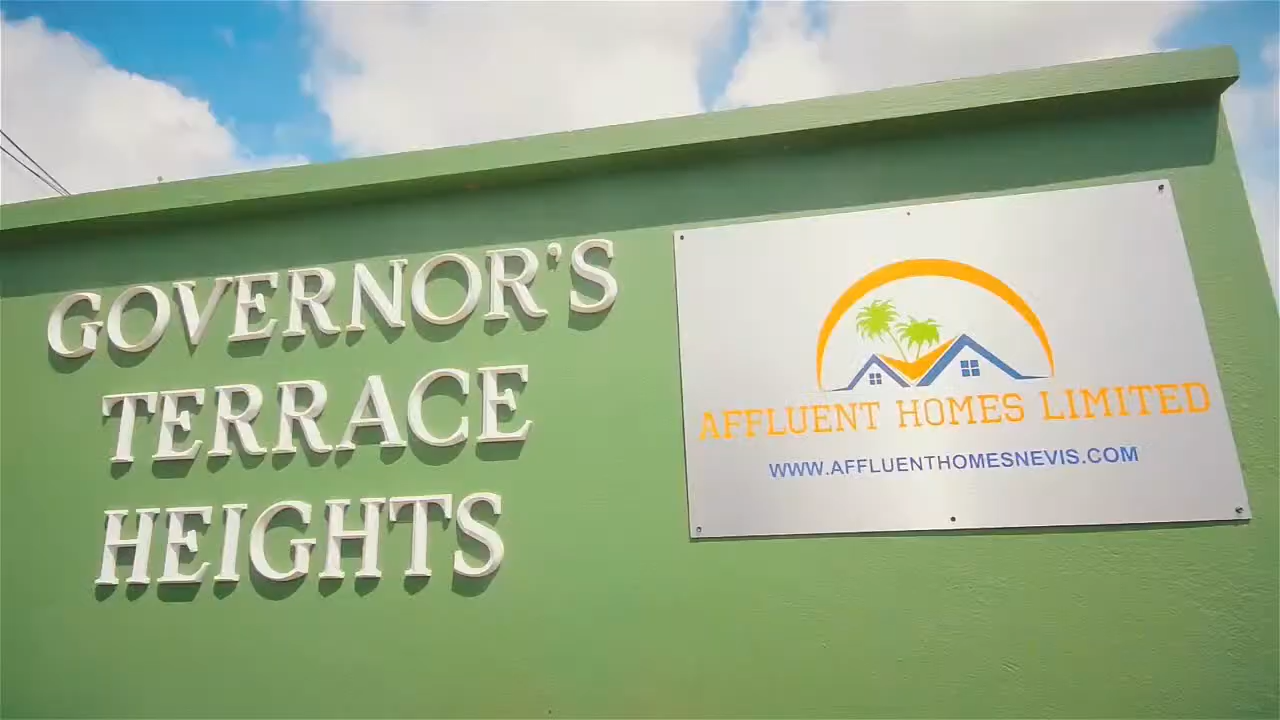 GOVERNOR'S
TERRACE
HEIGHTS
AFFLUENT HOMES LIMITED
WWW.AFFLUENTHOMESNEVIS.COM